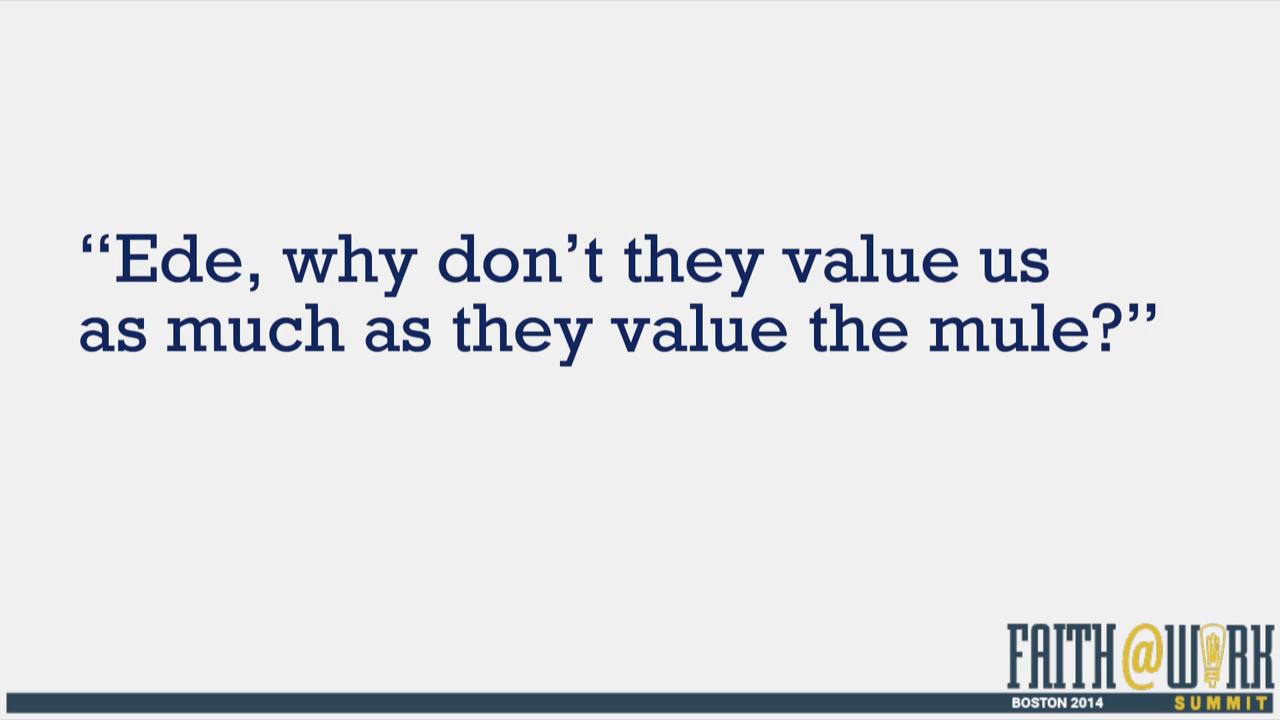 “Ede, why don’t they value us
as much as they value the mule?”
FAITH@WORK
BOSTON 2014
SUMMIT